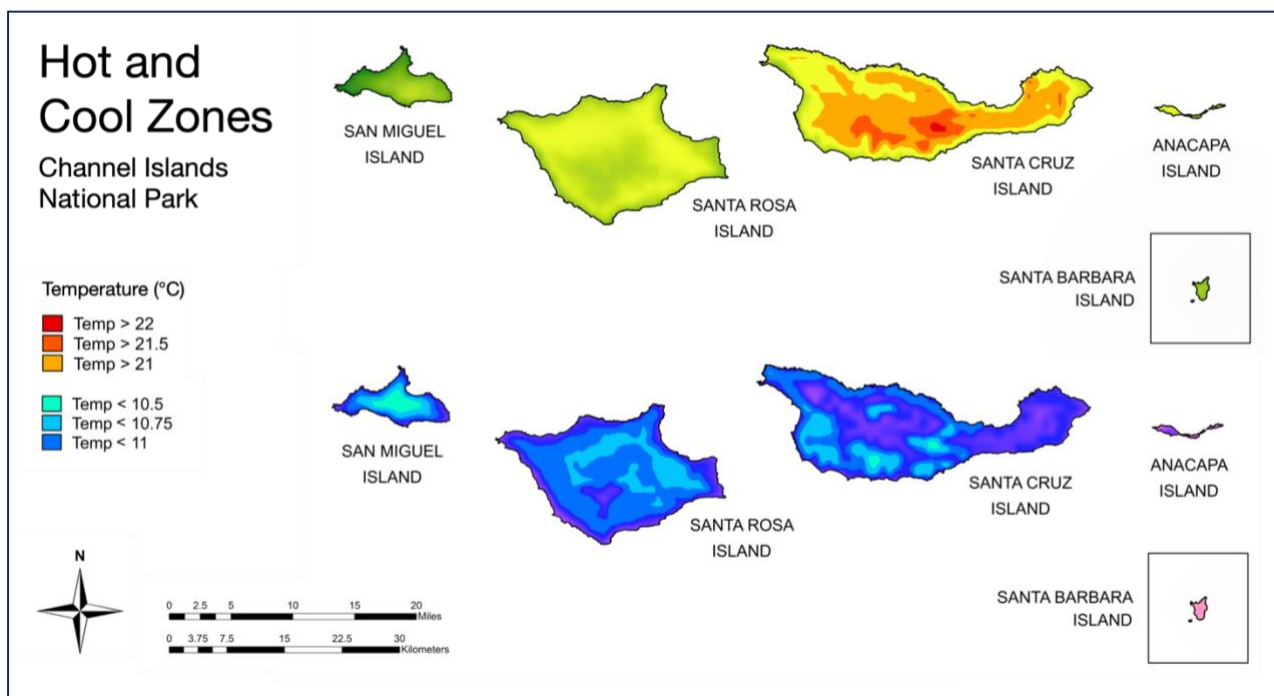 Hot and
Cool Zones
Channel Islands
National Park
SAN MIGUEL
ISLAND
SANTA ROSA
ISLAND
SANTA CRUZ
ISLAND
ANACAPA
ISLAND
SANTA BARBARA
ISLAND
Temperature (°C)
Temp > 22
Temp > 21.5
Temp > 21
Temp < 10.5
Temp < 10.75
Temp < 11
SAN MIGUEL
ISLAND
SANTA ROSA
ISLAND
SANTA CRUZ
ISLAND
ANACAPA
ISLAND
SANTA BARBARA
ISLAND
N
0 2.5 5 10 15 20
Miles
0 3.75 7.5 15 22.5 30
Kilometers